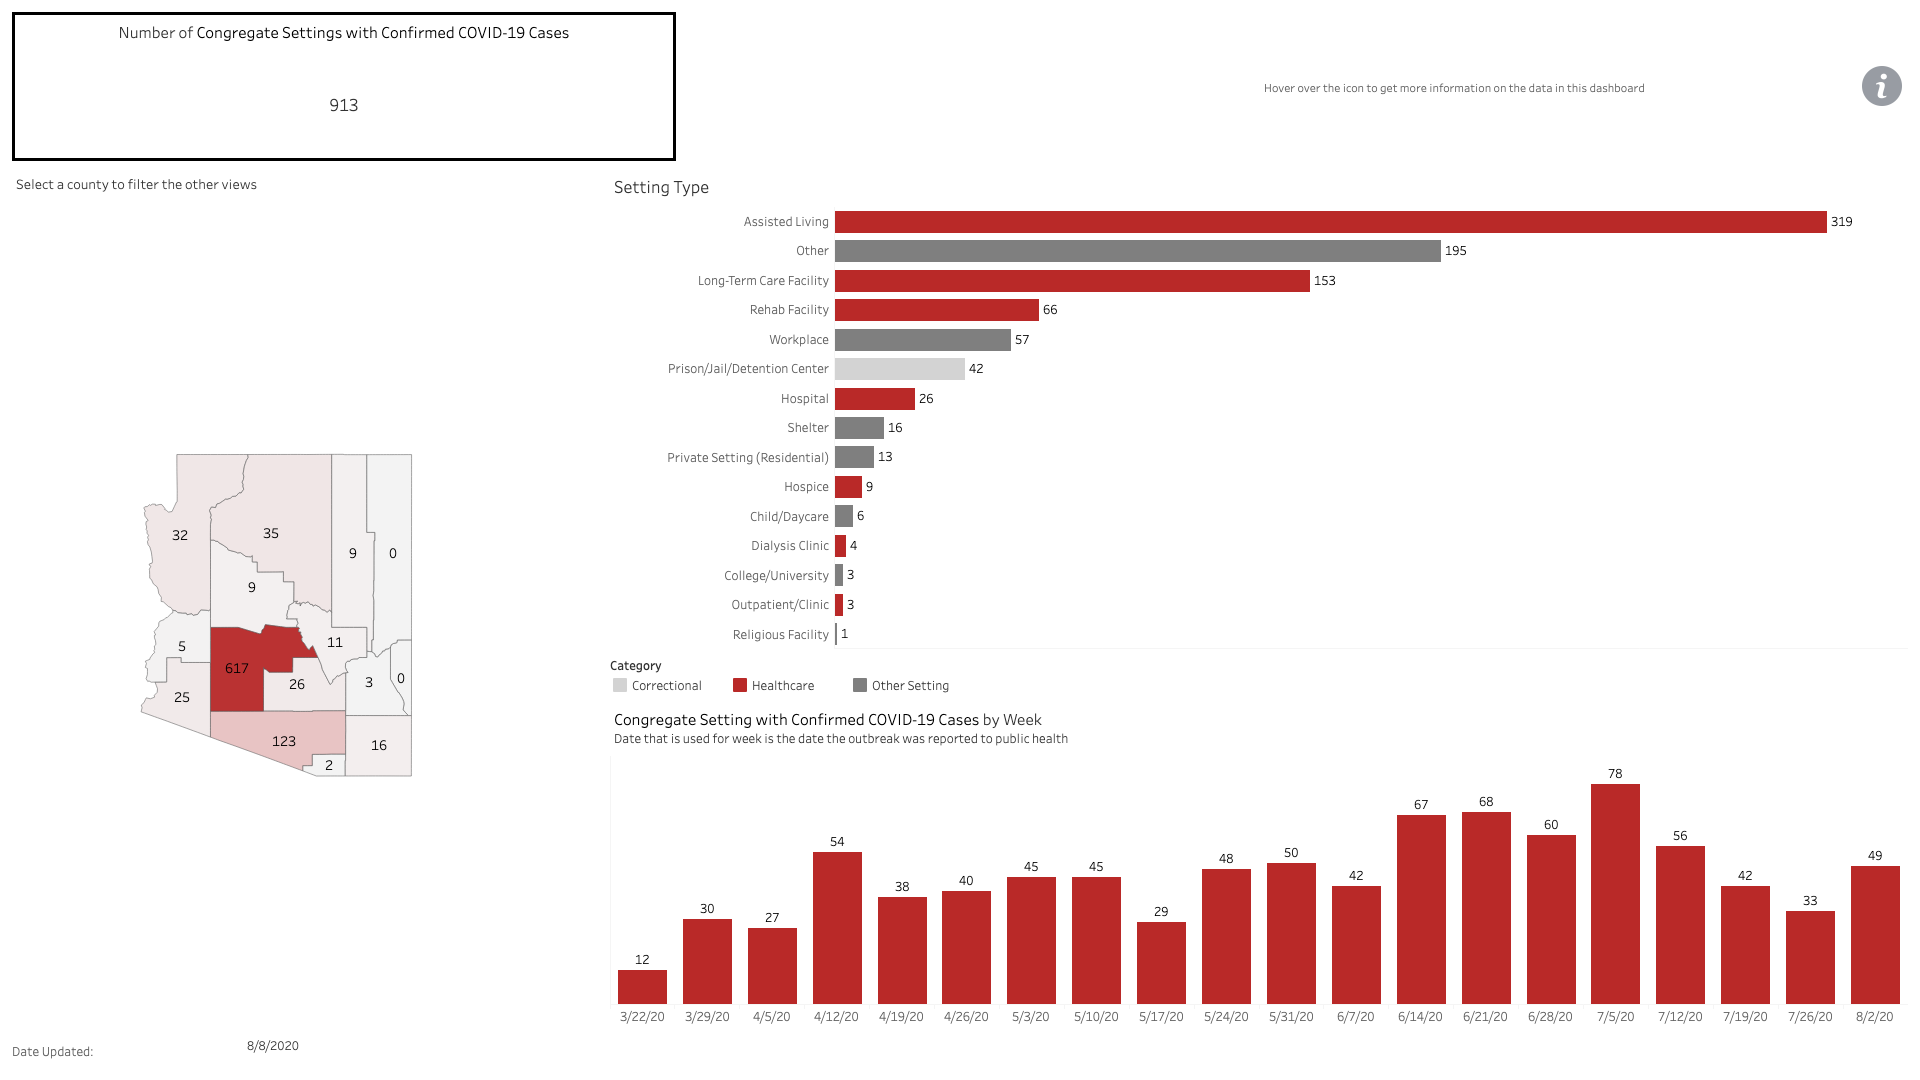 Number of Congregate Settings with Confirmed COVID-19 Cases
913
Hover over the icon to get more information on the data in this dashboard
i
Select a county to filter the other views
32
35
9
0
9
5
11
617
3
0
26
25
123
16
2
Setting Type
Assisted Living 319
Other 195
Long-Term Care Facility 153
Rehab Facility 66
Workplace 57
Prison/Jail/Detention Center 42
Hospital 26
Shelter 16
Private Setting (Residential) 13
Hospice 9
Child/Daycare 6
Dialysis Clinic 4
College/University 3
Outpatient/Clinic 3
Religious Facility 1
Category
Correctional Healthcare Other Setting
Congregate Setting with Confirmed COVID-19 Cases by Week
Date that is used for week is the date the outbreak was reported to public health
12 30 27 54 38 40 45 45 29 48 50 42 67 68 60 78 56 42 33 49
3/22/20 3/29/20 4/5/20 4/12/20 4/19/20 4/26/20 5/3/20 5/10/20 5/17/20 5/24/20 5/31/20 6/7/20 6/14/20 6/21/20 6/28/20 7/5/20 7/12/20 7/19/20 7/26/20 8/2/20
Date Updated: 8/8/2020